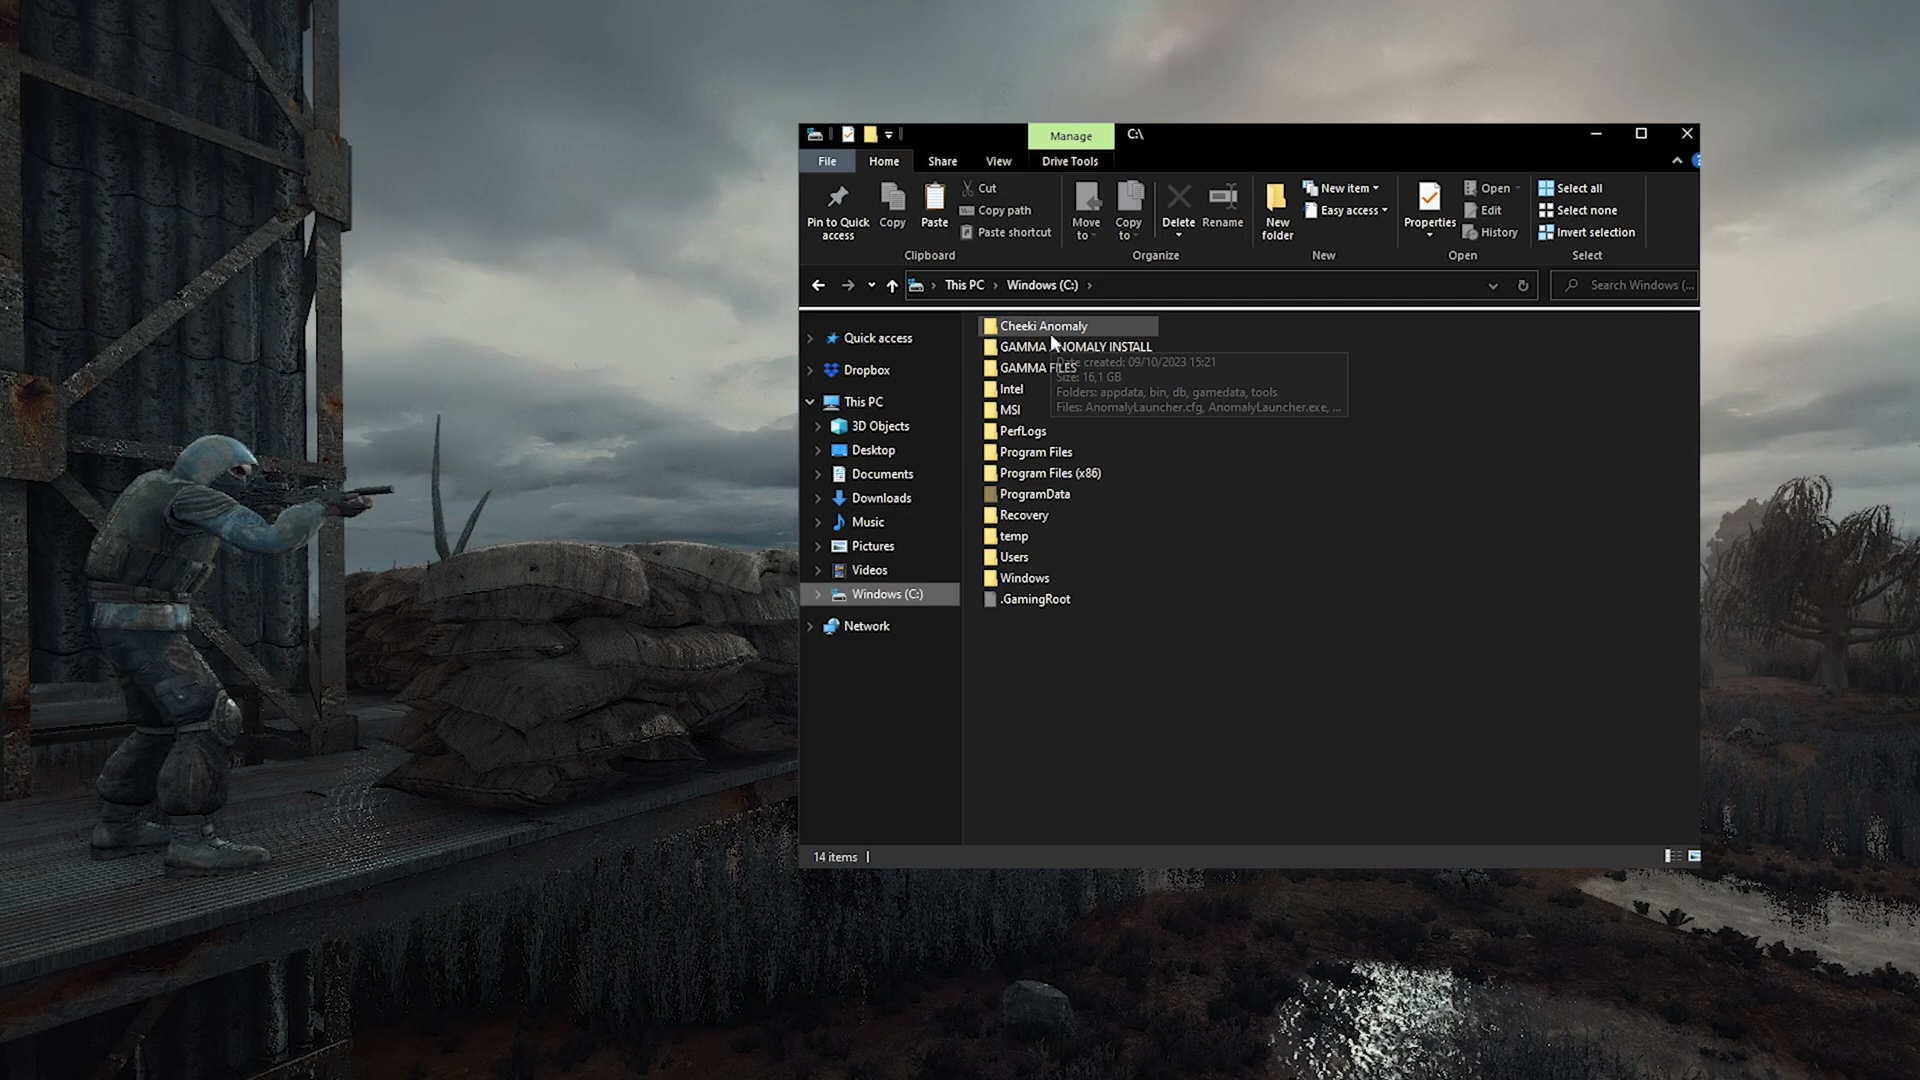 Manage
C:\
File
Home
Share
View
Drive Tools
Pin to Quick access
Copy
Paste
Cut
Copy path
Paste shortcut
Clipboard
Move to
Copy to
Delete
Rename
Organize
New folder
New item
Easy access
New
Properties
Open
Edit
History
Open
Select all
Select none
Invert selection
Select
This PC > Windows (C:) >
Search Windows (...
Quick access
Dropbox
This PC
3D Objects
Desktop
Documents
Downloads
Music
Pictures
Videos
Windows (C:)
Network
Cheeki Anomaly
GAMMA ANOMALY INSTALL
GAMMA FILES
Intel
MSI
PerfLogs
Program Files
Program Files (x86)
ProgramData
Recovery
temp
Users
Windows
.GamingRoot
Date created: 09/10/2023 15:21
Size: 16,1 GB
Folders: appdata, bin, db, gamedata, tools
Files: AnomalyLauncher.cfg, AnomalyLauncher.exe, ...
14 items